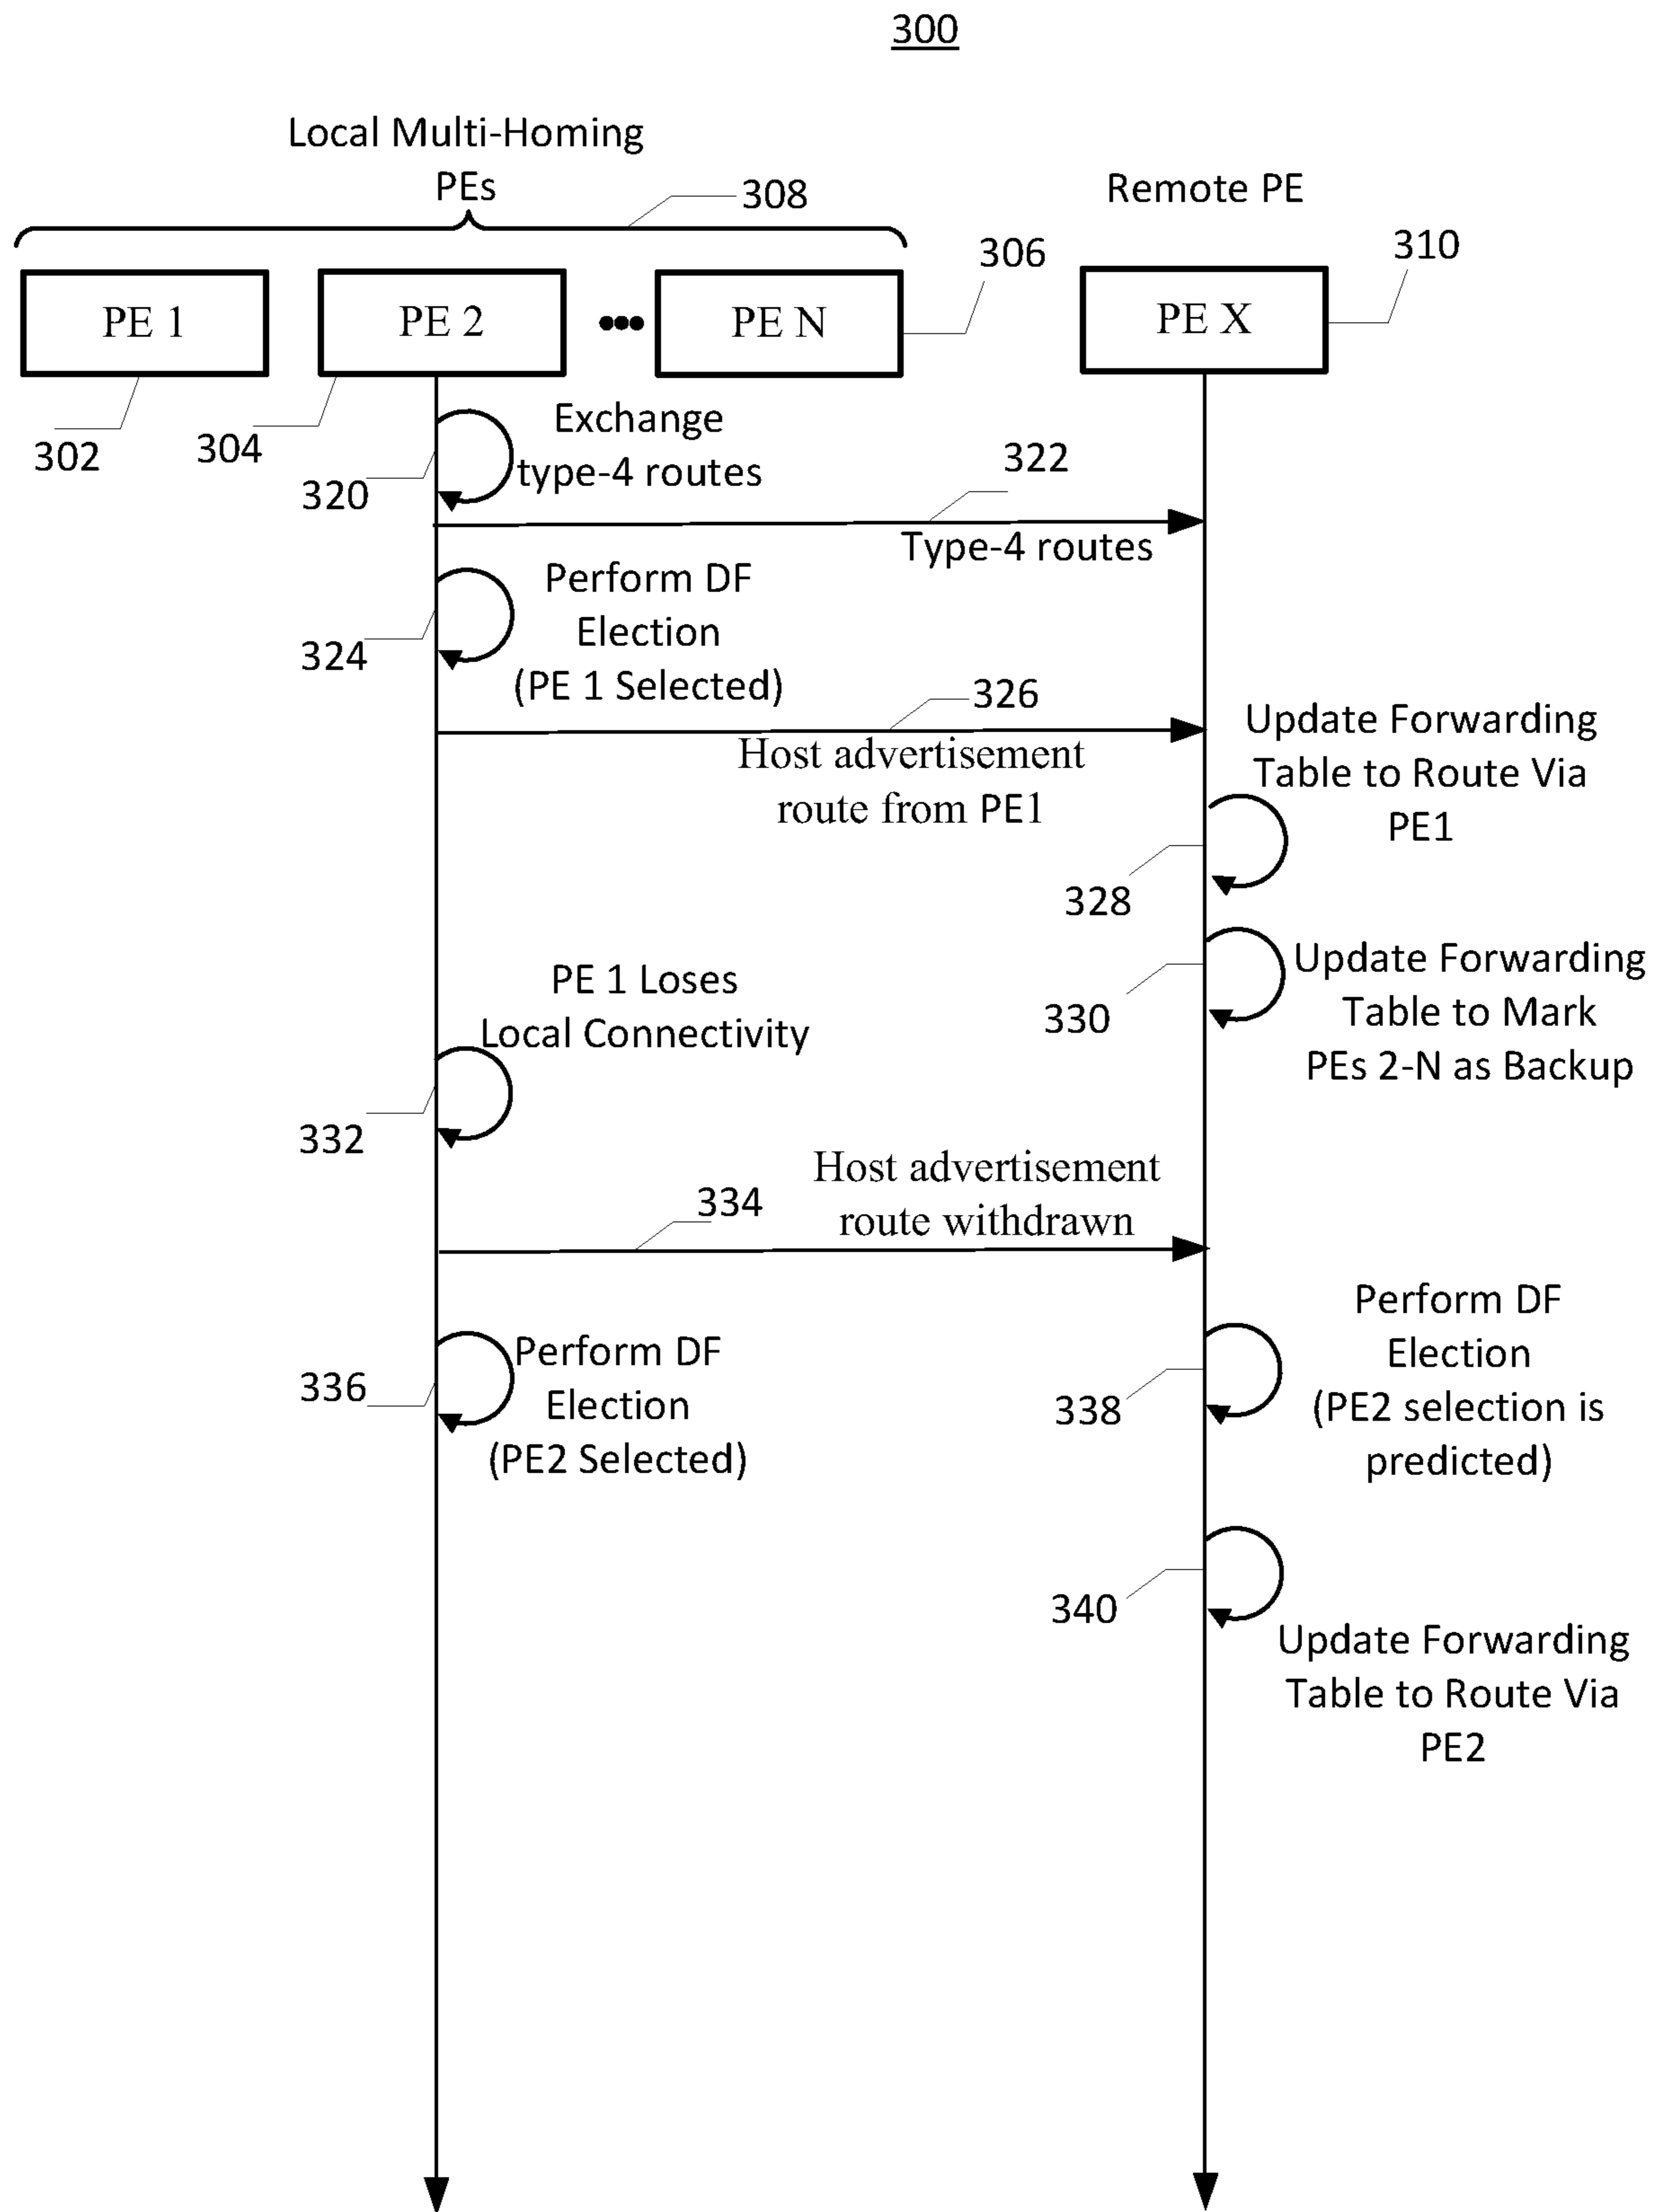 300
Local Multi-Homing
PEs
308
Remote PE
306
310
PE 1
PE 2
PE N
PE X
302
304
Exchange
type-4 routes
320
322
Type-4 routes
Perform DF
Election
(PE 1 Selected)
324
326
Host advertisement
route from PE1
Update Forwarding
Table to Route Via
PE1
328
Update Forwarding
Table to Mark
PEs 2-N as Backup
330
PE 1 Loses
Local Connectivity
332
Host advertisement
route withdrawn
334
Perform DF
Election
(PE2 Selected)
336
Perform DF
Election
(PE2 selection is
predicted)
338
340
Update Forwarding
Table to Route Via
PE2